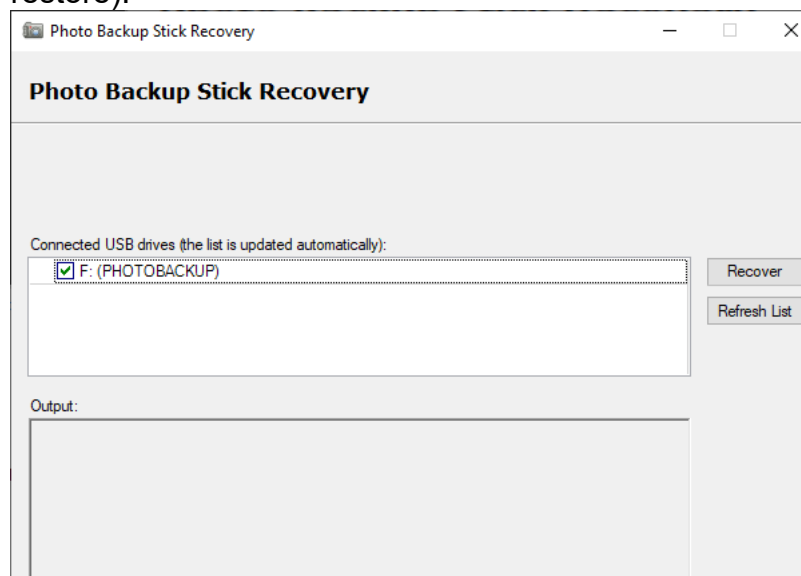 restore).
Photo Backup Stick Recovery
Photo Backup Stick Recovery
Connected USB drives (the list is updated automatically):
F: (PHOTOBACKUP)
Recover
Refresh List
Output: